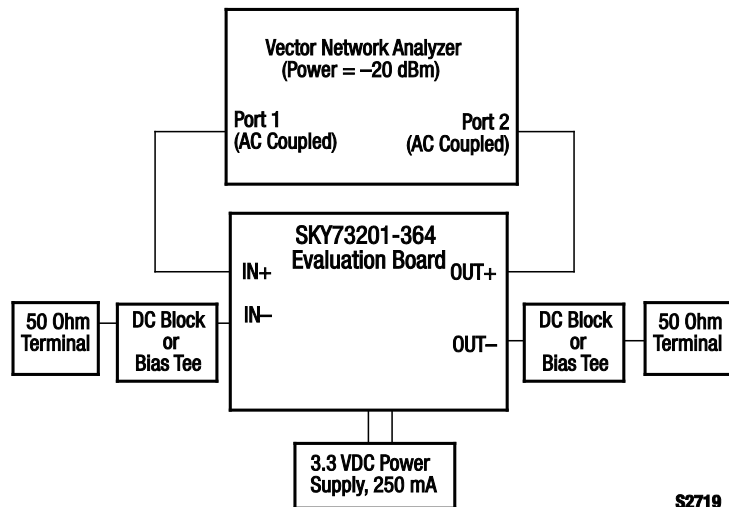 Vector Network Analyzer
(Power = –20 dBm)
Port 1
(AC Coupled)
Port 2
(AC Coupled)
SKY73201-364
Evaluation Board
IN+
OUT+
IN–
OUT–
50 Ohm
Terminal
DC Block
or
Bias Tee
DC Block
or
Bias Tee
50 Ohm
Terminal
3.3 VDC Power
Supply, 250 mA
S2719